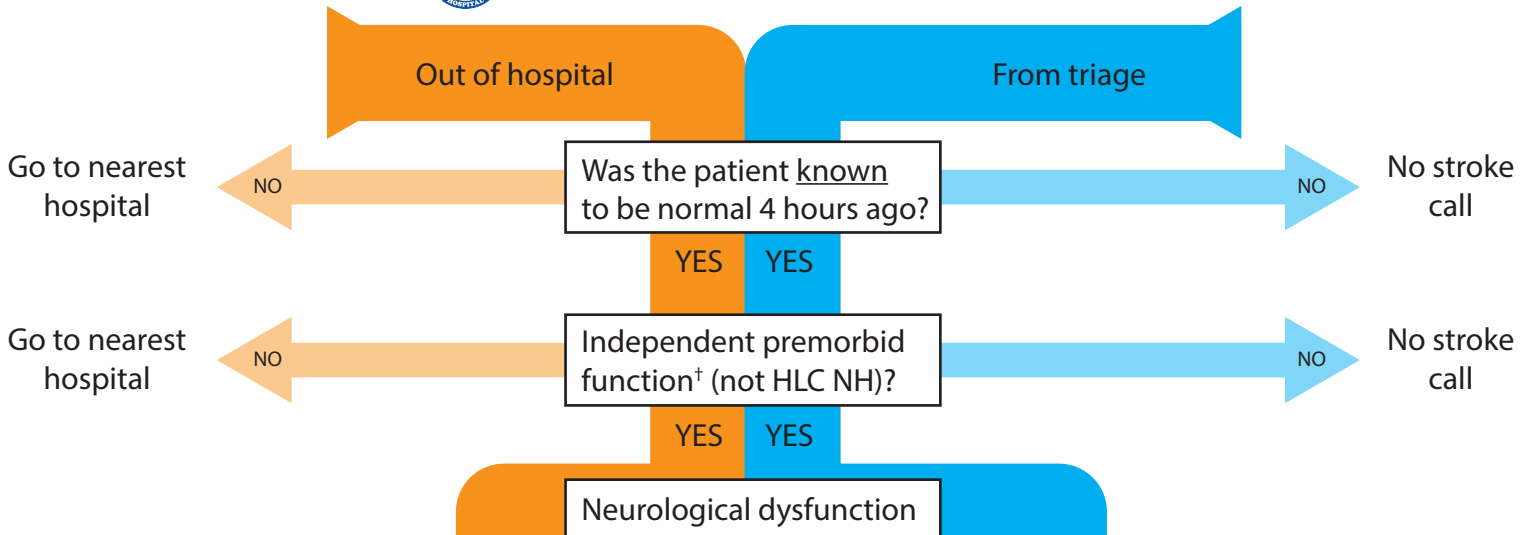 HOSPITAL
Out of hospital
From triage
Go to nearest
hospital
NO
Was the patient known
to be normal 4 hours ago?
NO
No stroke
call
YES
YES
Go to nearest
hospital
NO
Independent premorbid
function† (not HLC NH)?
NO
No stroke
call
YES
YES
Neurological dysfunction